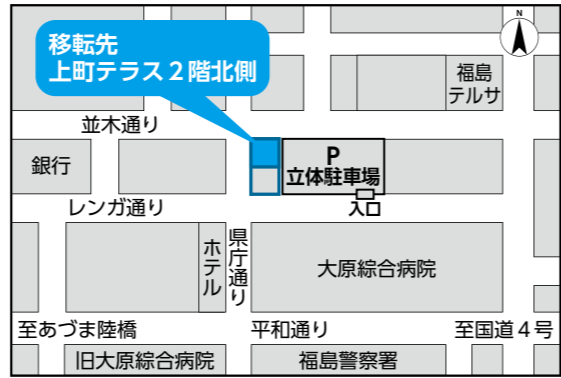 N
移転先
上町テラス２階北側
福島
テルサ
並木通り
銀行
P
立体駐車場
レンガ通り
入口
県庁通り
ホテル
大原綜合病院
至あづま陸橋
平和通り
至国道４号
旧大原綜合病院
福島警察署